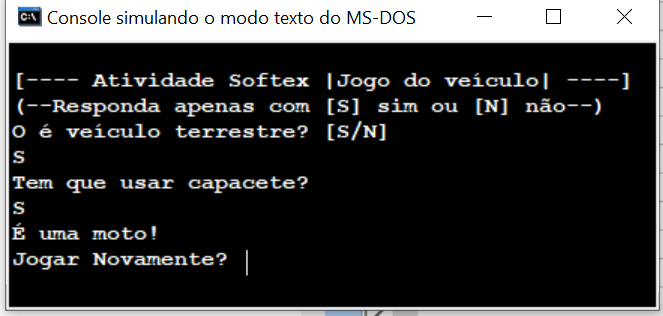 Console simulando o modo texto do MS-DOS
[---- Atividade Softex |Jogo do veículo| ----]
(--Responda apenas com [S] sim ou [N] não--)
O é veículo terrestre? [S/N]
S
Tem que usar capacete?
S
É uma moto!
Jogar Novamente?